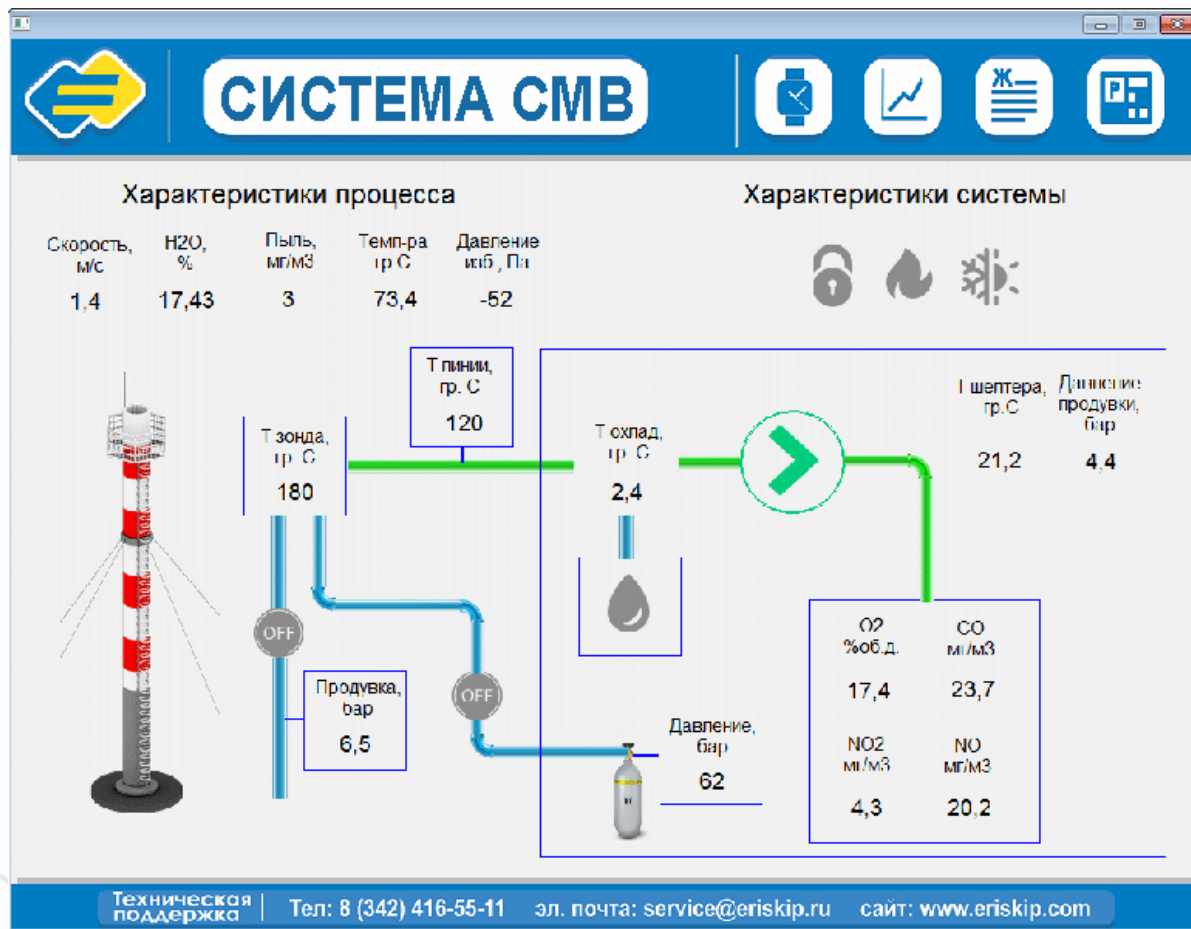 СИСТЕМА СМВ
Ж
P
Характеристики процесса
Характеристики системы
Скорость,
м/с
H2O,
%
Пыль,
мг/м3
Темп-ра
гр С
Давление
изб , Па
1,4
17,43
3
73,4
-52
Т линии,
гр. С
120
Т зонда,
гр С
180
Т охлад,
гр С
2,4
гр.С
21,2
Давление
продувки,
бар
4,4
OFF
OFF
Продувка,
бар
6,5
Давление,
бар
62
O2
%об.д.
17,4
CO
мг/м3
23,7
NO2
мг/м3
4,3
NO
мг/м3
20,2
Техническая
поддержка
Тел: 8 (342) 416-55-11 эл. почта: service@eriskip.ru сайт: www.eriskip.com